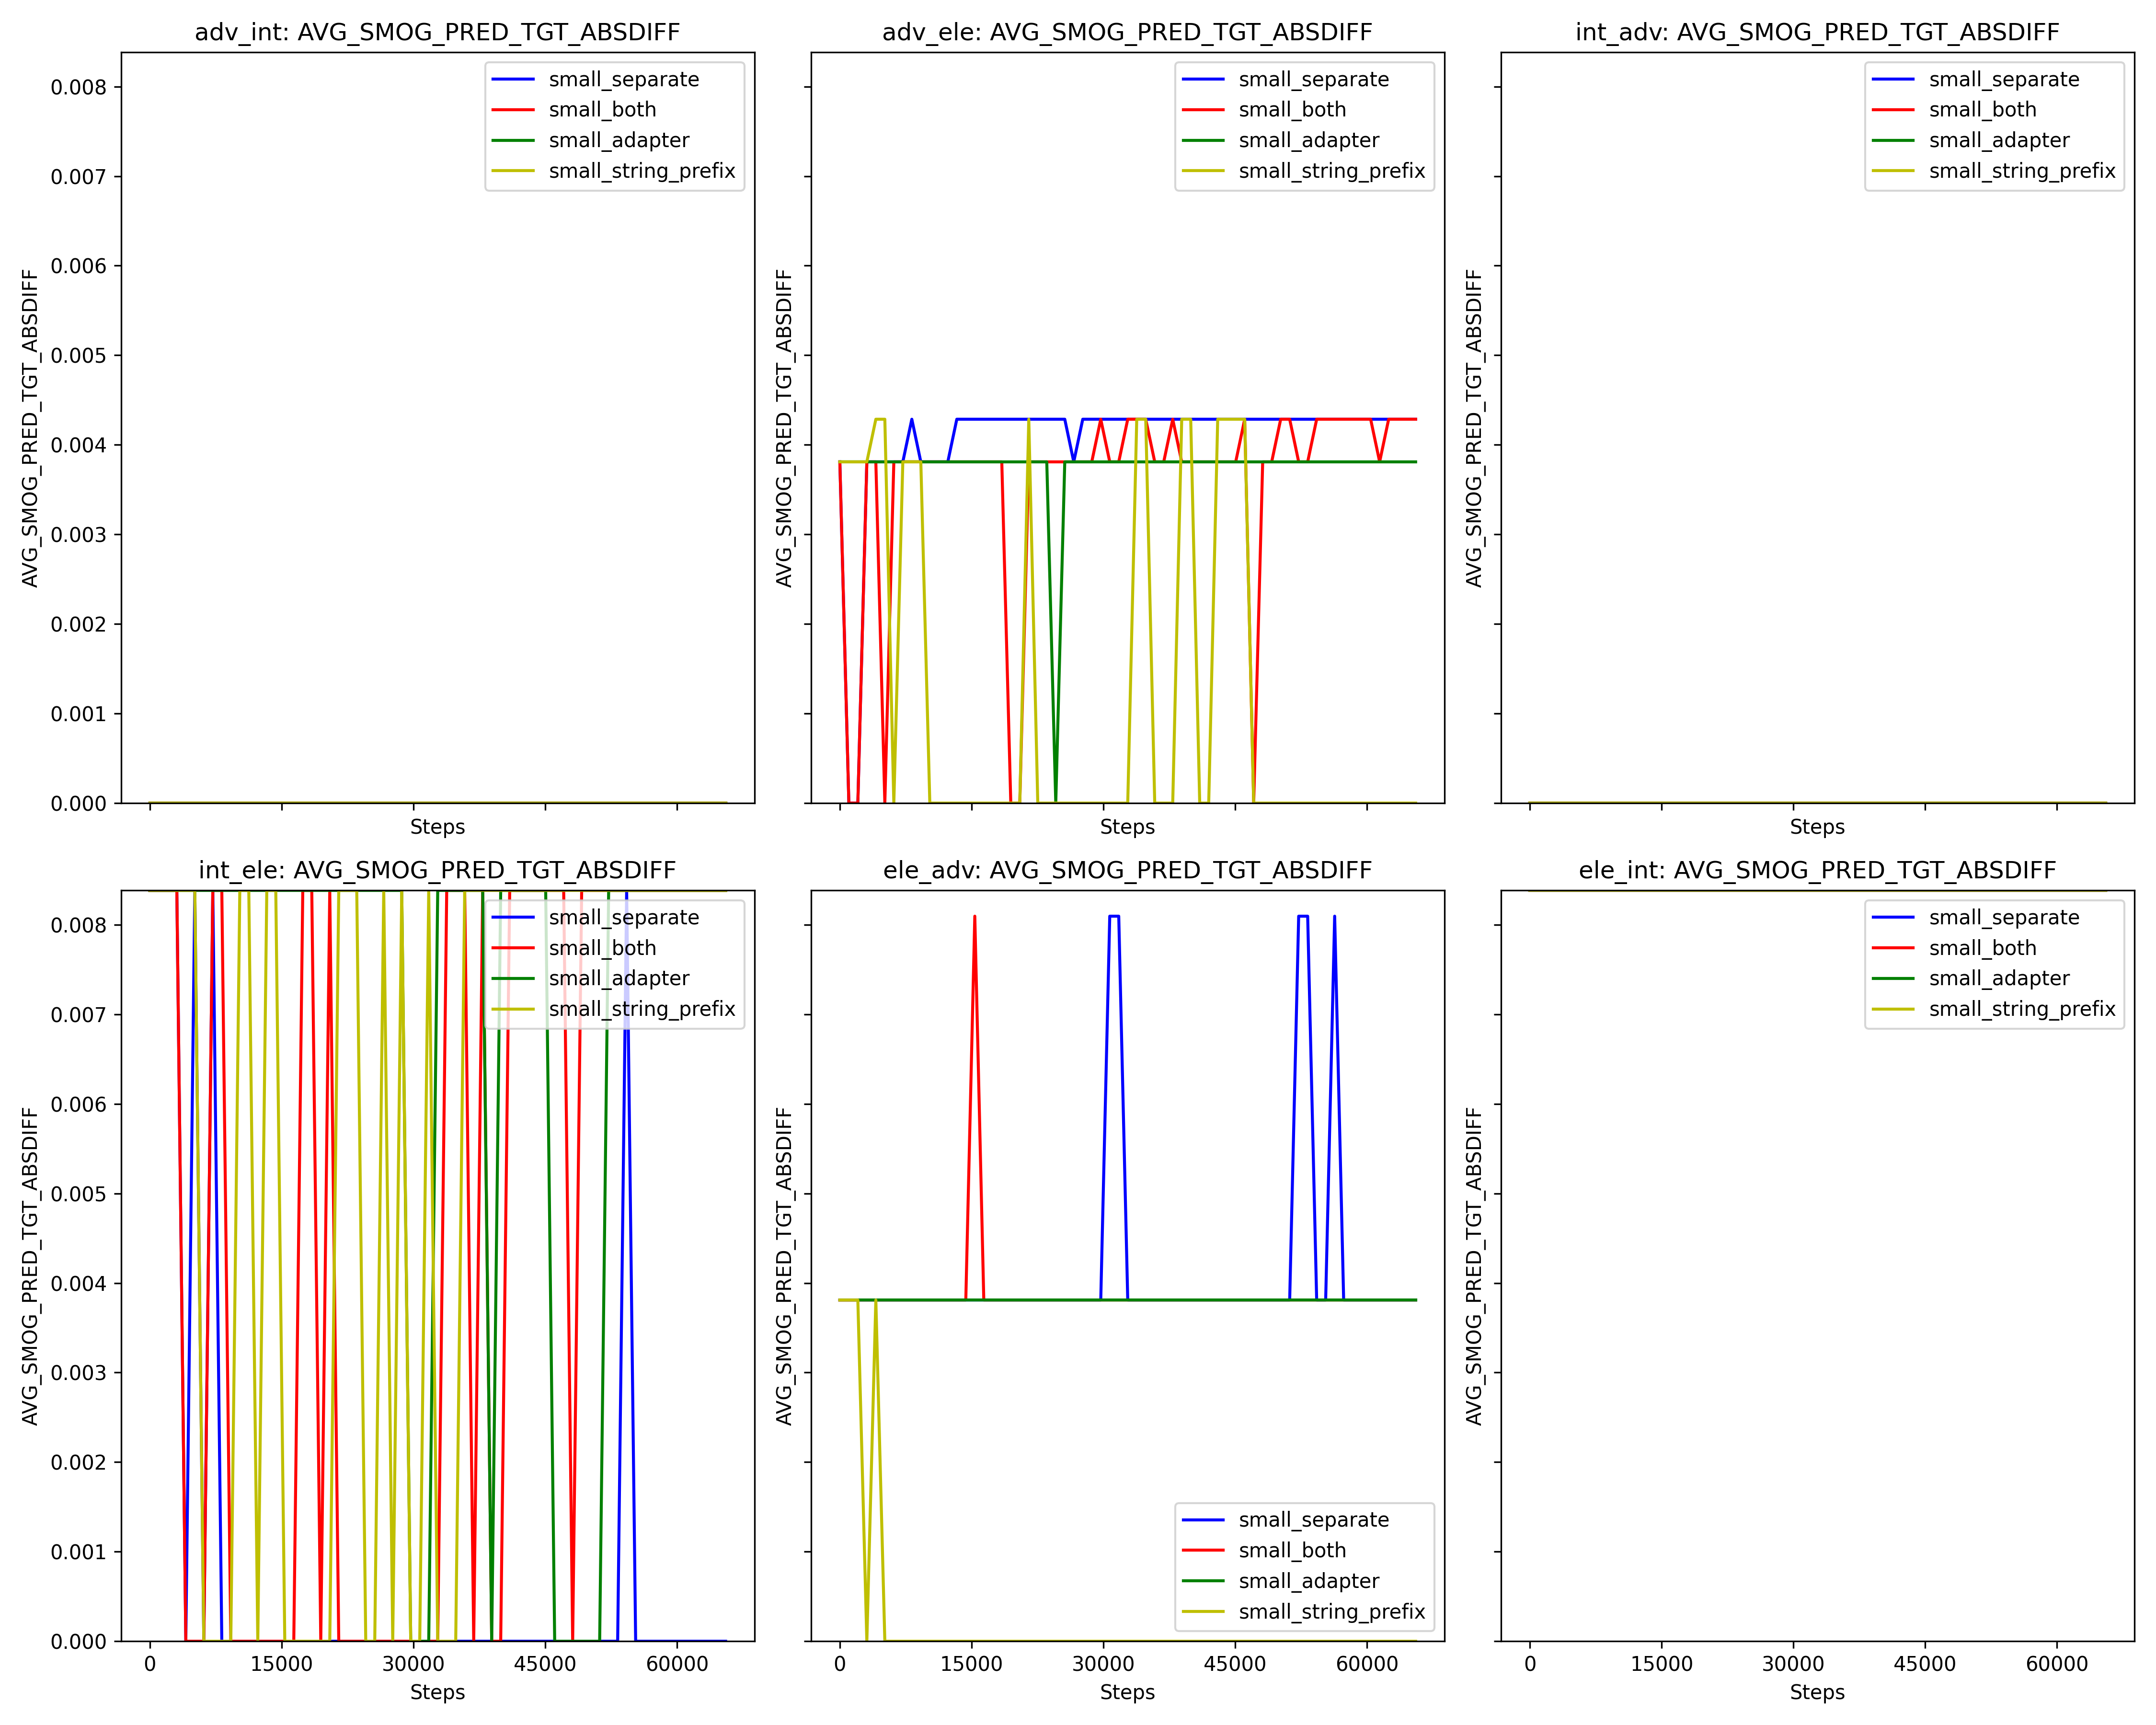 adv_int: AVG_SMOG_PRED_TGT_ABSDIFF
AVG_SMOG_PRED_TGT_ABSDIFF
0.008
0.007
0.006
0.005
0.004
0.003
0.002
0.001
0.000
small_separate
small_both
small_adapter
small_string_prefix
Steps
adv_ele: AVG_SMOG_PRED_TGT_ABSDIFF
AVG_SMOG_PRED_TGT_ABSDIFF
small_separate
small_both
small_adapter
small_string_prefix
Steps
int_adv: AVG_SMOG_PRED_TGT_ABSDIFF
AVG_SMOG_PRED_TGT_ABSDIFF
small_separate
small_both
small_adapter
small_string_prefix
Steps
int_ele: AVG_SMOG_PRED_TGT_ABSDIFF
AVG_SMOG_PRED_TGT_ABSDIFF
0.008
0.007
0.006
0.005
0.004
0.003
0.002
0.001
0.000
small_separate
small_both
small_adapter
small_string_prefix
0 15000 30000 45000 60000
Steps
ele_adv: AVG_SMOG_PRED_TGT_ABSDIFF
AVG_SMOG_PRED_TGT_ABSDIFF
small_separate
small_both
small_adapter
small_string_prefix
0 15000 30000 45000 60000
Steps
ele_int: AVG_SMOG_PRED_TGT_ABSDIFF
AVG_SMOG_PRED_TGT_ABSDIFF
small_separate
small_both
small_adapter
small_string_prefix
0 15000 30000 45000 60000
Steps